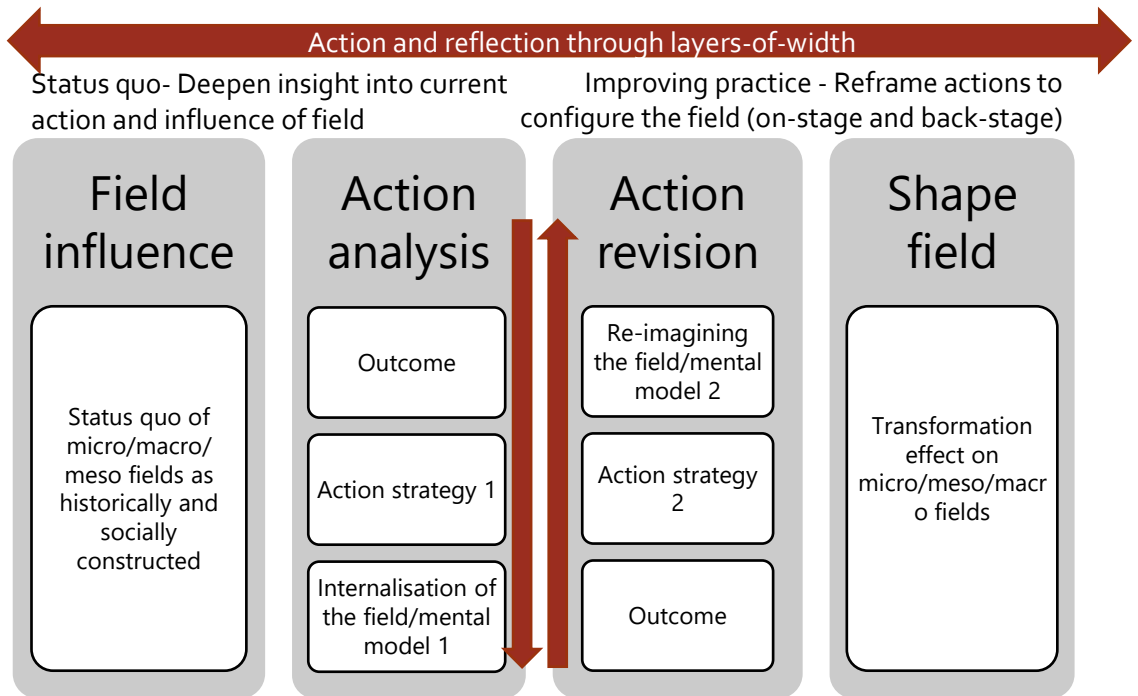 Action and reflection through layers-of-width
Status quo- Deepen insight into current
action and influence of field
Improving practice - Reframe actions to
configure the field (on-stage and back-stage)
Field
influence
Status quo of
micro/macro/
meso fields as
historically and
socially
constructed
Action
analysis
Outcome
Action strategy 1
Internalisation of
the field/mental
model 1
Action
revision
Re-imagining
the field/mental
model 2
Action strategy
2
Outcome
Shape
field
Transformation
effect on
micro/meso/macr
o fields